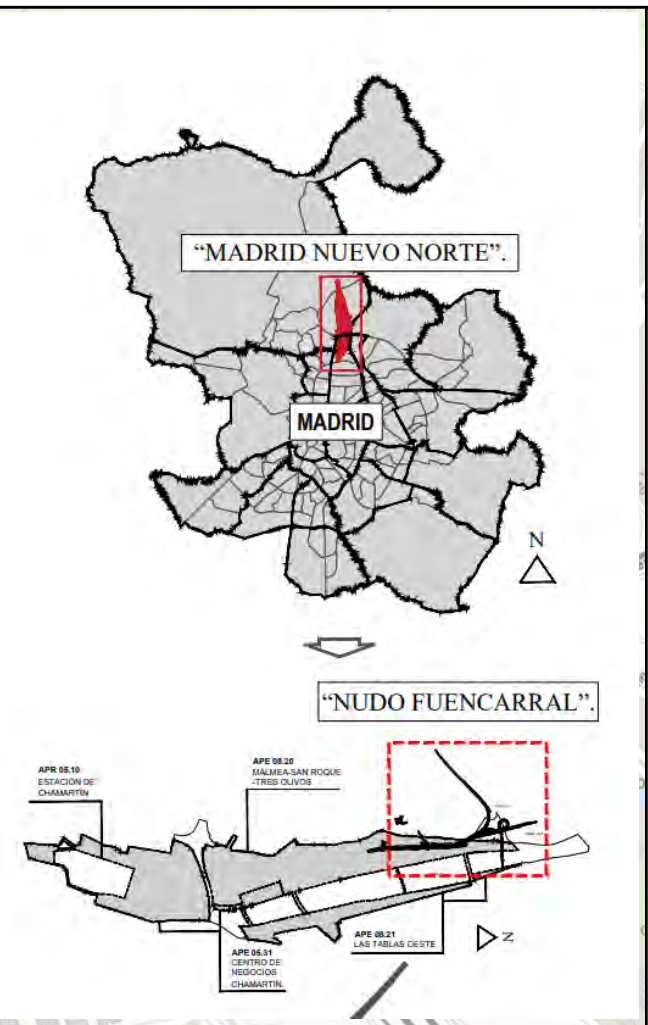 “MADRID NUEVO NORTE”.
MADRID
N
“NUDO FUENCARRAL”.
APR 05.10
ESTACIÓN DE
CHAMARTÍN
APE 08.20
MALMEA-SAN ROQUE
-TRES OLIVOS
APE 05.31
CENTRO DE
NEGOCIOS
CHAMARTIN.
APE 08.21
LAS TABLAS OESTE
N